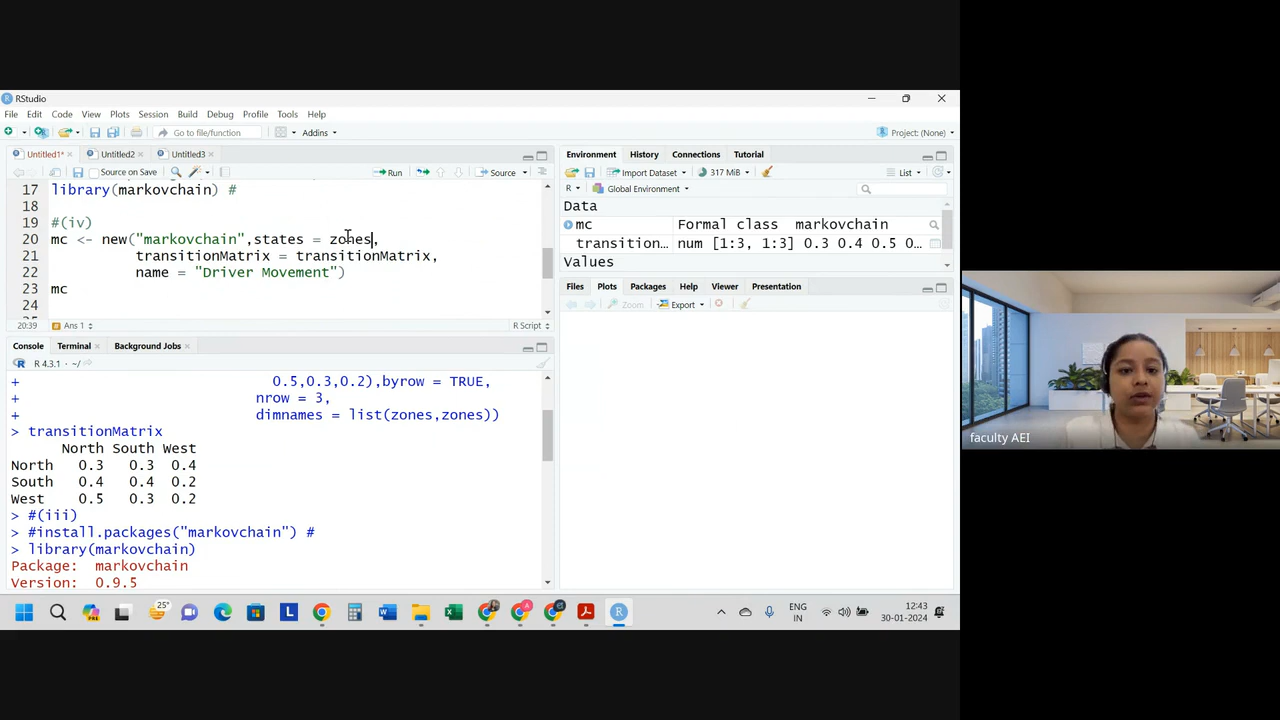 RStudio
File Edit Code View Plots Session Build Debug Profile Tools Help
Go to file/function Addins Project: (None)
Untitled1* Untitled2 Untitled3
Source on Save Run Source
17 library(markovchain) #
18
19 #(iv)
20 mc <- new("markovchain",states = zones,
21 transitionMatrix = transitionMatrix,
22 name = "Driver Movement")
23 mc
24
20:39 Ans 1 R Script
Console Terminal Background Jobs
R 4.3.1 · ~/
+ 0.5,0.3,0.2),byrow = TRUE,
+ nrow = 3,
+ dimnames = list(zones,zones))
> transitionMatrix
North South West
North 0.3 0.3 0.4
South 0.4 0.4 0.2
West 0.5 0.3 0.2
> #(iii)
> #install.packages("markovchain") #
> library(markovchain)
Package: markovchain
Version: 0.9.5
Environment History Connections Tutorial
Import Dataset 317 MiB List
R Global Environment
Data
mc Formal class markovchain
transition… num [1:3, 1:3] 0.3 0.4 0.5 0…
Values
Files Plots Packages Help Viewer Presentation
Zoom Export
faculty AEI
25°
ENG
IN
12:43
30-01-2024